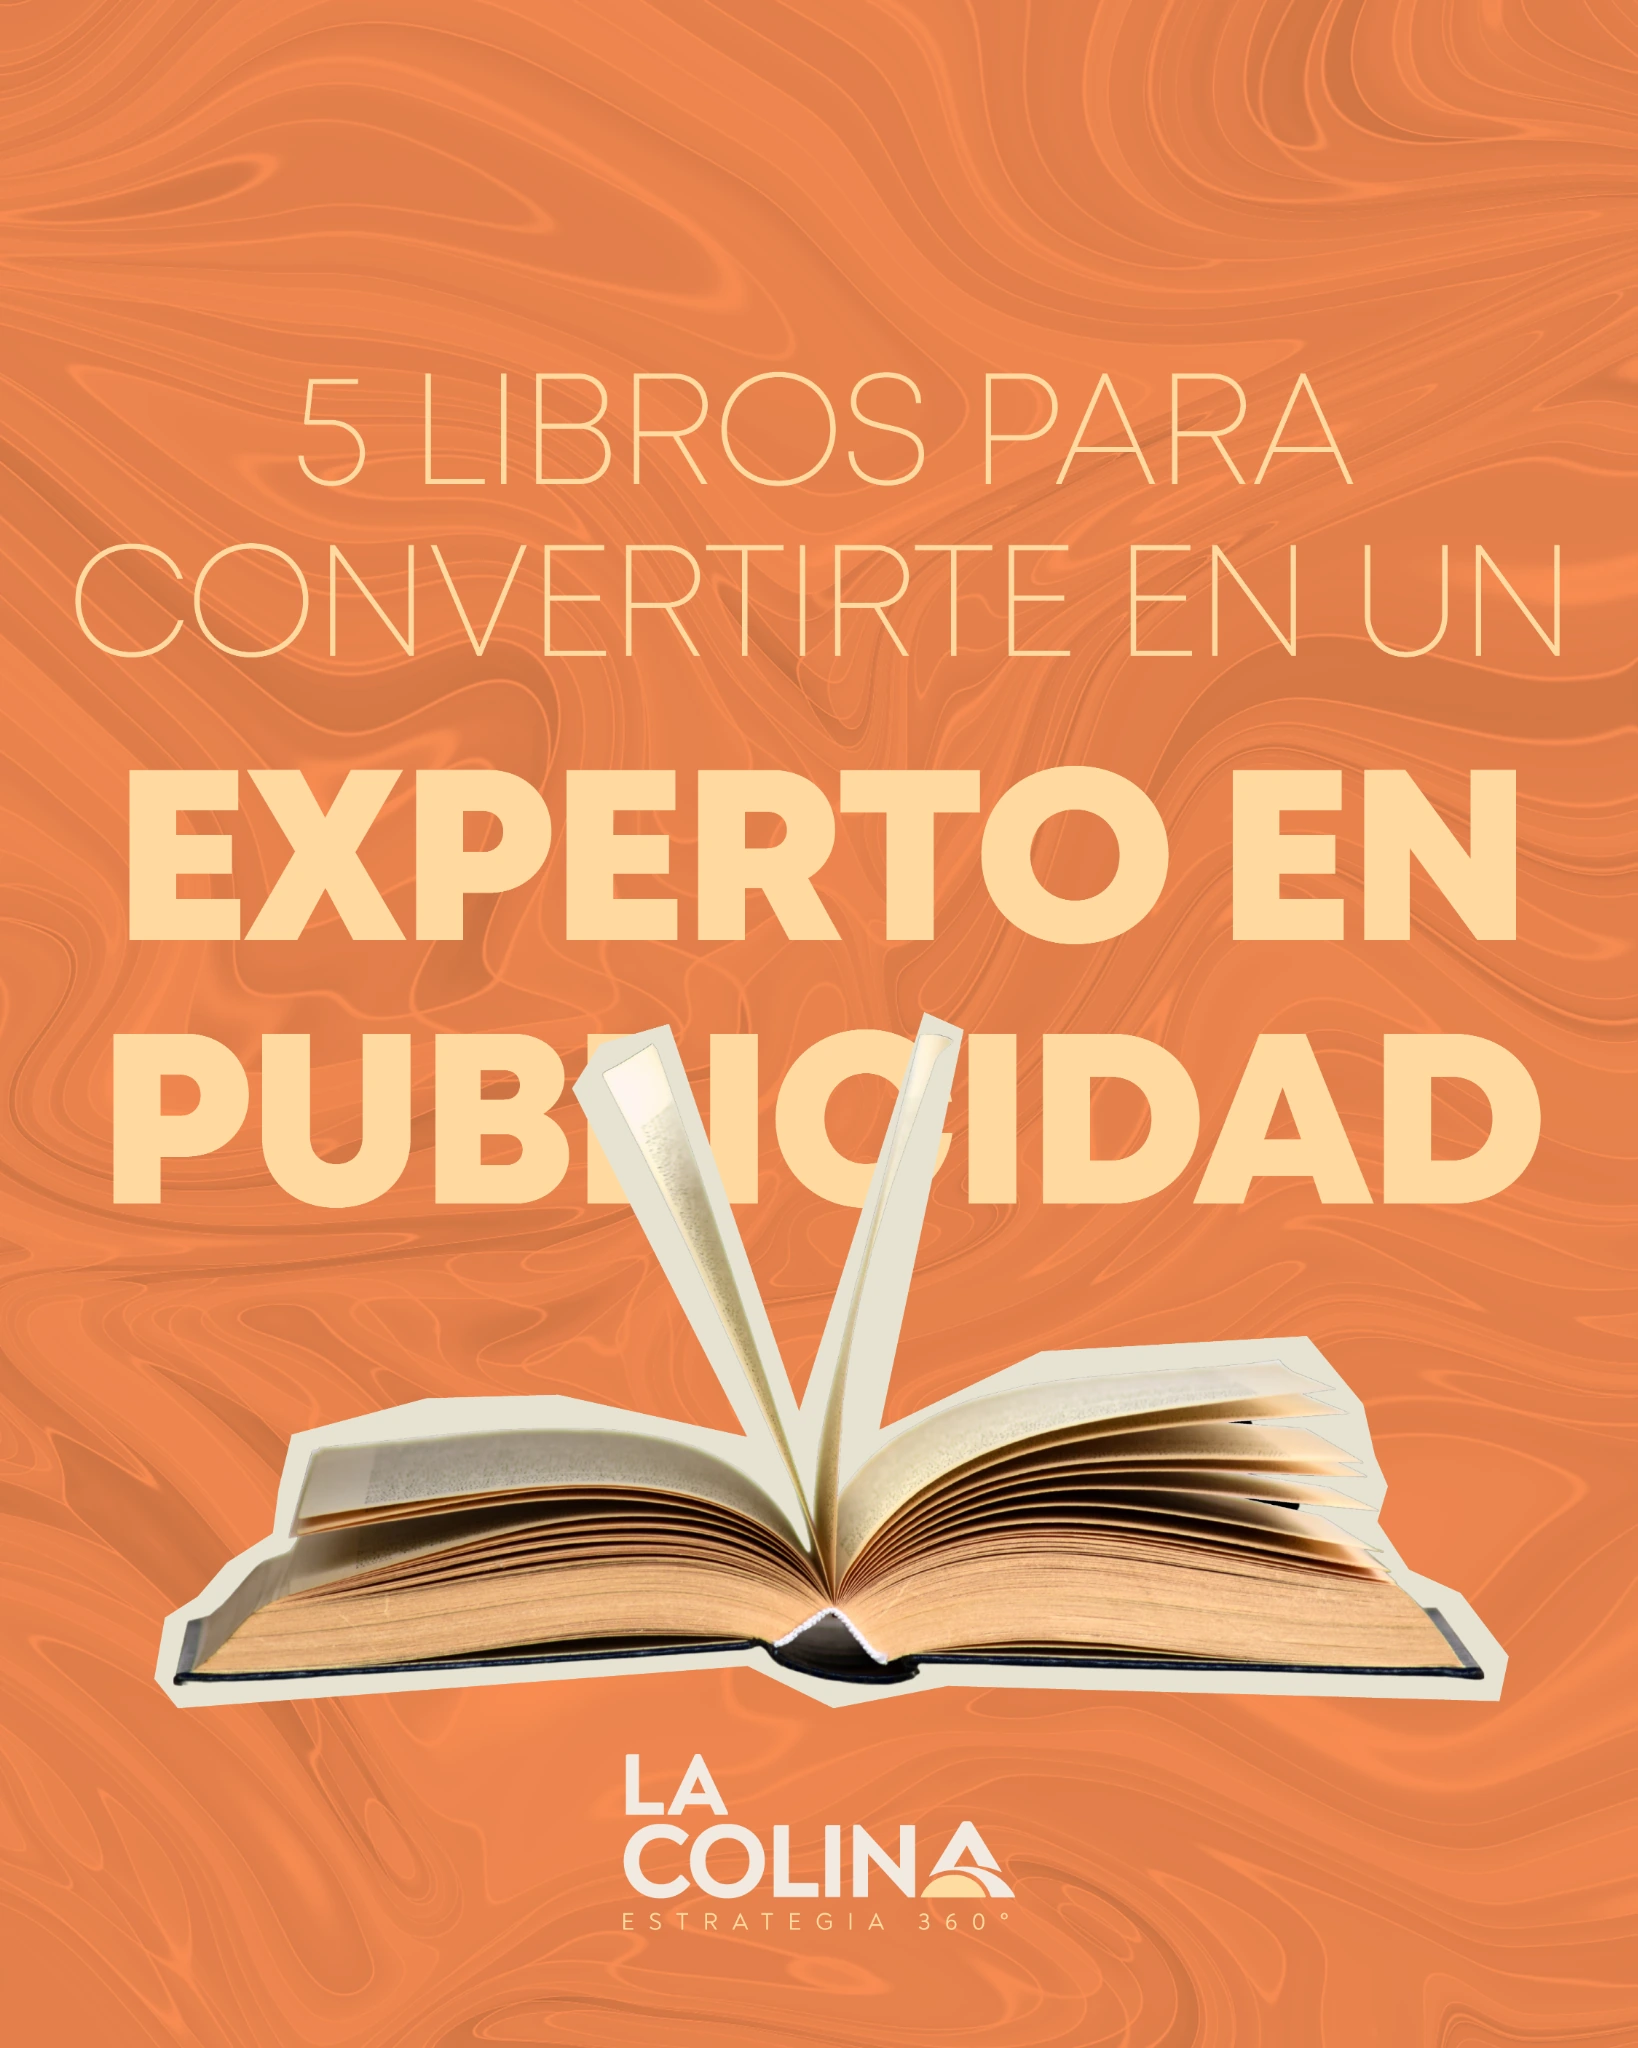 5 LIBROS PARA
CONVERTIRTE EN UN
EXPERTO EN
PUBLICIDAD
LA
COLINA
ESTRATEGIA 360°